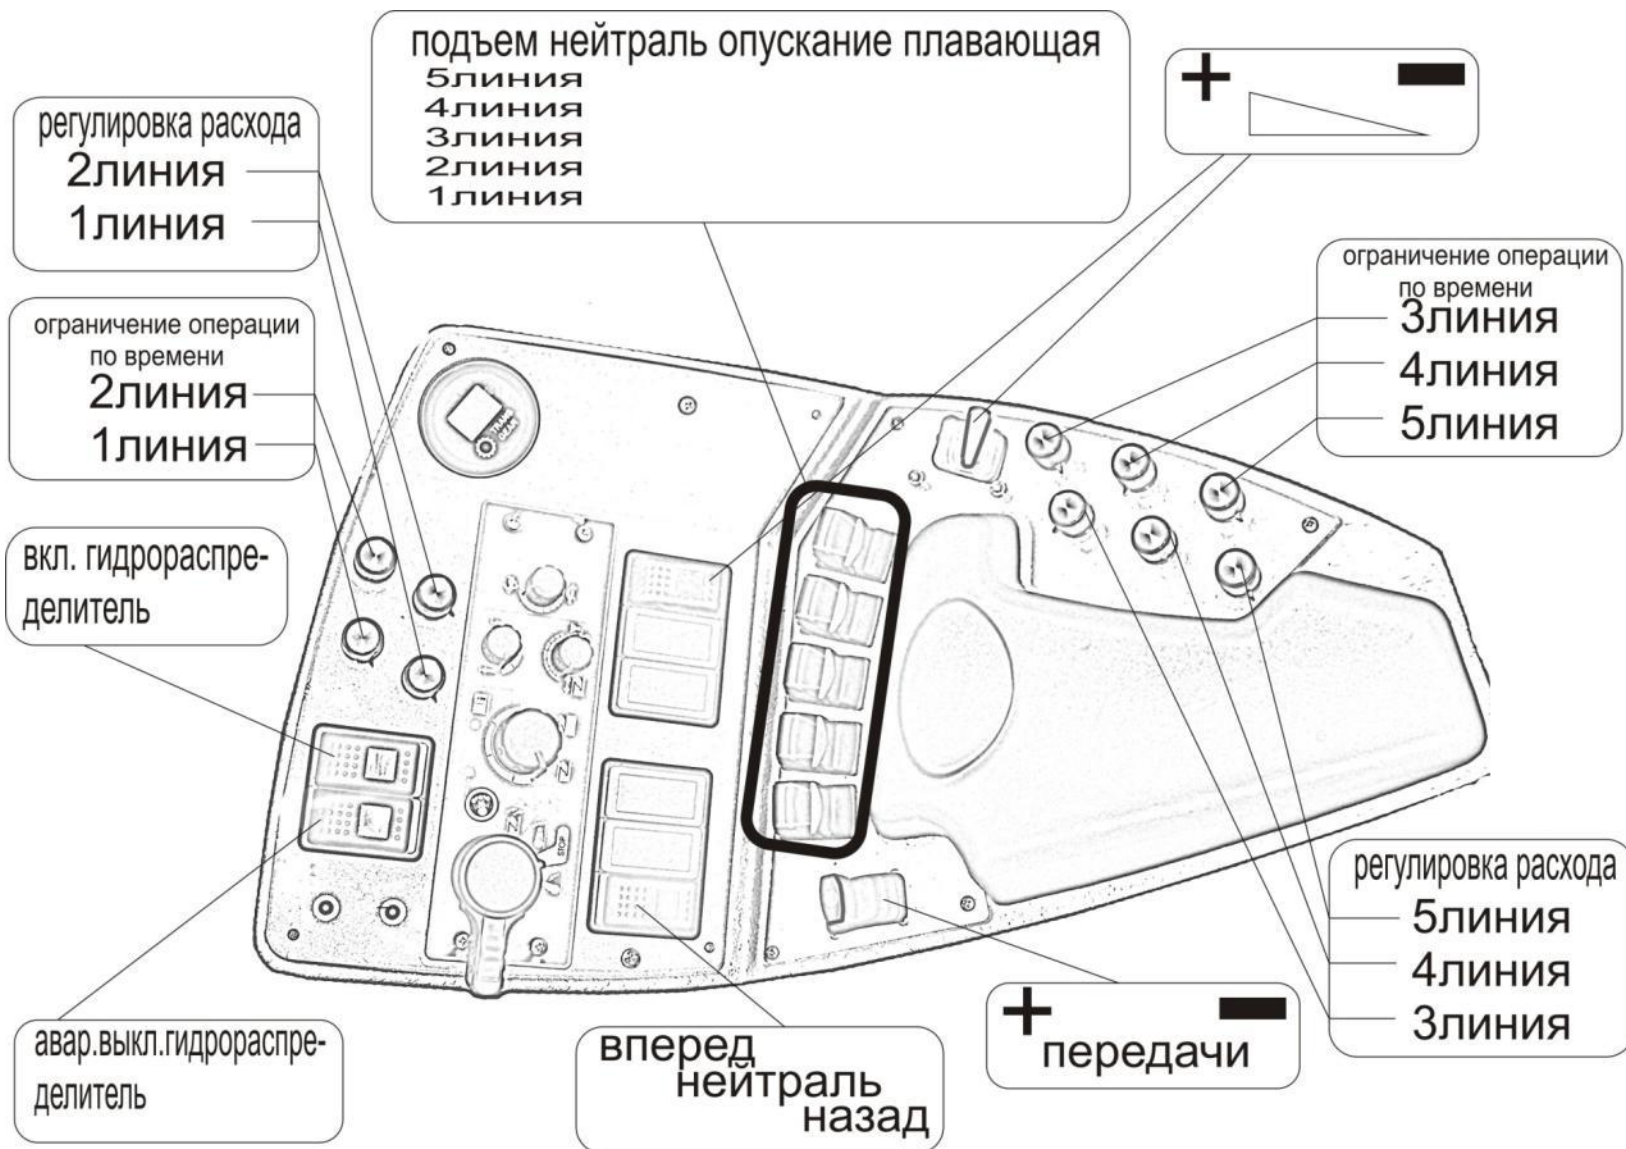 подъем нейтраль опускание плавающая
5линия
4линия
3линия
2линия
1линия
+ −
регулировка расхода
2линия
1линия
ограничение операции
по времени
3линия
4линия
5линия
ограничение операции
по времени
2линия
1линия
вкл. гидрораспре-
делитель
STOP
регулировка расхода
5линия
4линия
3линия
+ −
передачи
авар.выкл.гидрораспре-
делитель
вперед
нейтраль
назад